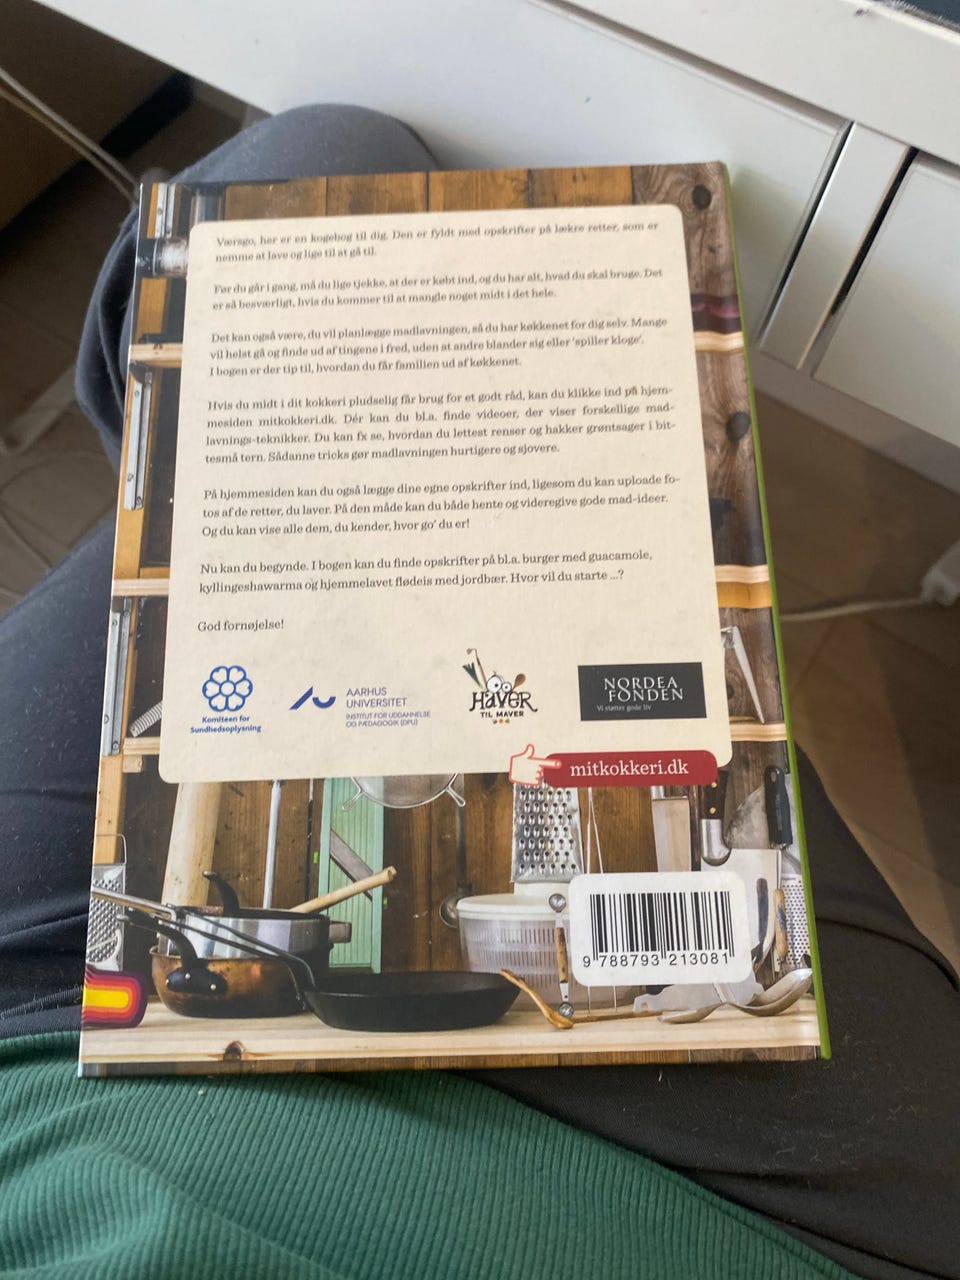 Værsgo, her er en kogebog til dig. Den er fyldt med opskrifter på lækre retter, som er
nemme at lave og lige til at gå til.
Før du går i gang, må du lige tjekke, at der er købt ind, og du har alt, hvad du skal bruge. Det
er så besværligt, hvis du kommer til at mangle noget midt i det hele.
Det kan også være, du vil planlægge madlavningen, så du har køkkenet for dig selv. Mange
vil helst gå og finde ud af tingene i fred, uden at andre blander sig eller 'spiller kloge'.
I bogen er der tip til, hvordan du får familien ud af køkkenet.
Hvis du midt i dit kokkeri pludselig får brug for et godt råd, kan du klikke ind på hjem-
mesiden mitkokkeri.dk. Dér kan du bl.a. finde videoer, der viser forskellige mad-
lavnings-teknikker. Du kan fx se, hvordan du lettest renser og hakker grøntsager i bit-
tesmå tern. Sådanne tricks gør madlavningen hurtigere og sjovere.
På hjemmesiden kan du også lægge dine egne opskrifter ind, ligesom du kan uploade fo-
tos af de retter, du laver. På den måde kan du både hente og videregive gode mad-ideer.
Og du kan vise alle dem, du kender, hvor go' du er!
Nu kan du begynde. I bogen kan du finde opskrifter på bl.a. burger med guacamole,
kyllingeshawarma og hjemmelavet flødeis med jordbær. Hvor vil du starte ...?
God fornøjelse!
Komiteen for
Sundhedsoplysning
AARHUS
UNIVERSITET
INSTITUT FOR UDDANNELSE
OG PÆDAGOGIK (DPU)
HAVER
TIL MAVER
NORDEA
FONDEN
Vi støtter gode liv
mitkokkeri.dk
9 788793 213081